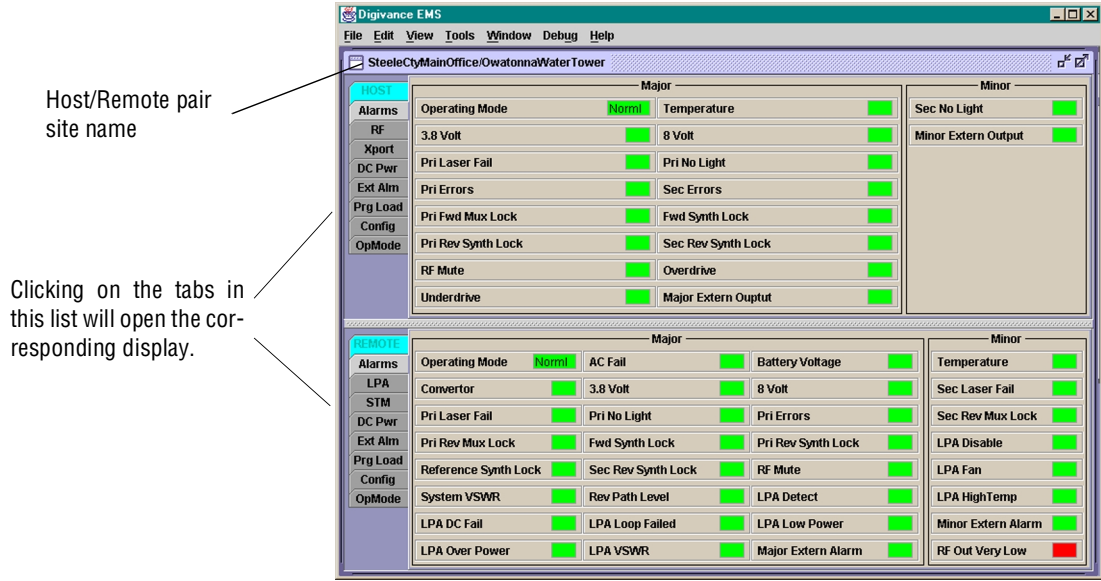 Digivance EMS
File Edit View Tools Window Debug Help
SteeleCtyMainOffice/OwatonnaWaterTower
Host/Remote pair
site name
Clicking on the tabs in
this list will open the cor-
responding display.
HOST
Alarms
RF
Xport
DC Pwr
Ext Alm
Prg Load
Config
OpMode
Major
Operating Mode Norml Temperature
3.8 Volt 8 Volt
Pri Laser Fail Pri No Light
Pri Errors Sec Errors
Pri Fwd Mux Lock Fwd Synth Lock
Pri Rev Synth Lock Sec Rev Synth Lock
RF Mute Overdrive
Underdrive Major Extern Ouptut
Minor
Sec No Light
Minor Extern Output
REMOTE
Alarms
LPA
STM
DC Pwr
Ext Alm
Prg Load
Config
OpMode
Major
Operating Mode Norml AC Fail Battery Voltage
Convertor 3.8 Volt 8 Volt
Pri Laser Fail Pri No Light Pri Errors
Pri Rev Mux Lock Fwd Synth Lock Pri Rev Synth Lock
Reference Synth Lock Sec Rev Synth Lock RF Mute
System VSWR Rev Path Level LPA Detect
LPA DC Fail LPA Loop Failed LPA Low Power
LPA Over Power LPA VSWR Major Extern Alarm
Minor
Temperature
Sec Laser Fail
Sec Rev Mux Lock
LPA Disable
LPA Fan
LPA HighTemp
Minor Extern Alarm
RF Out Very Low